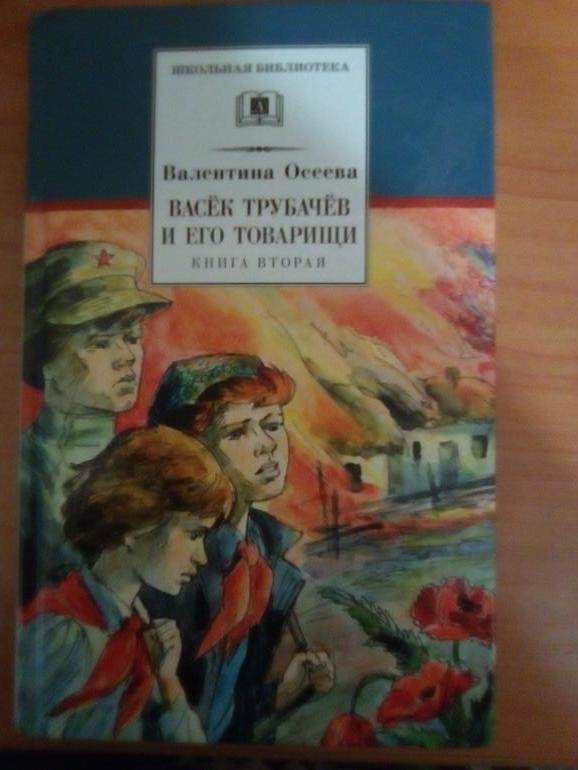 ШКОЛЬНАЯ БИБЛИОТЕКА
Валентина Осеева
ВАСЁК ТРУБАЧЁВ
И ЕГО ТОВАРИЩИ
КНИГА ВТОРАЯ